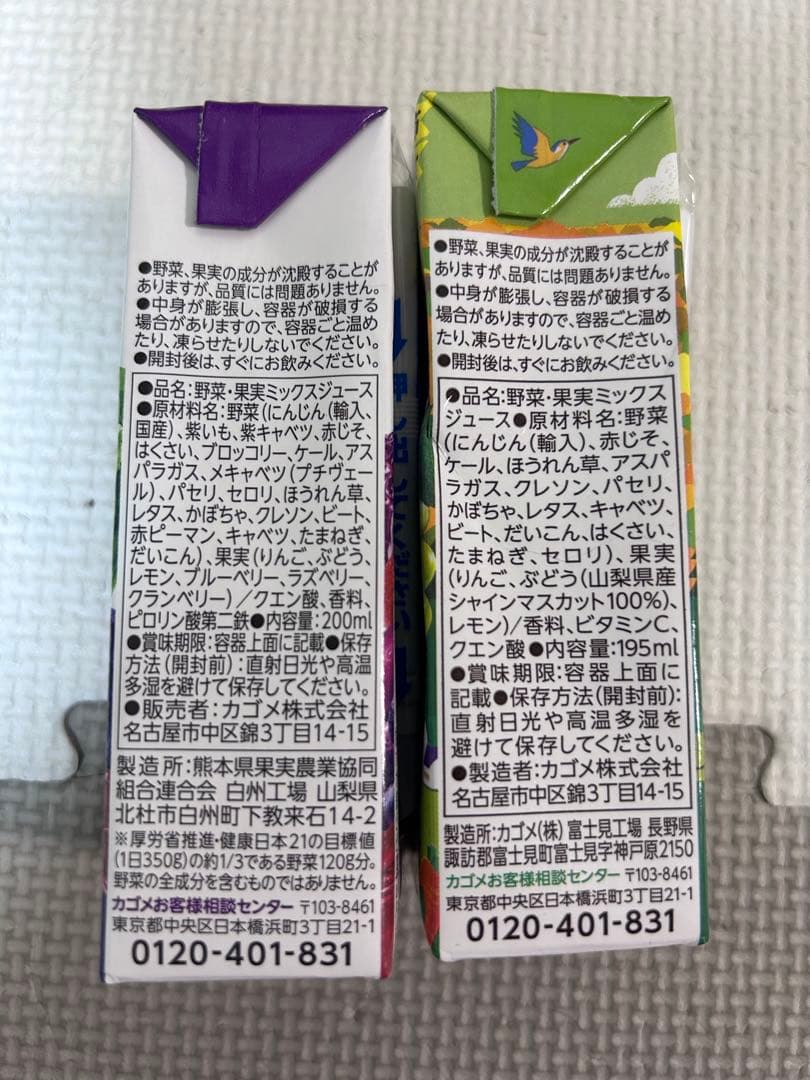 ●野菜、果実の成分が沈殿することが
ありますが、品質には問題ありません。
●中身が膨張し、容器が破損する
場合がありますので、容器ごと温め
たり、凍らせたりしないでください。
●開封後は、すぐにお飲みください。
●品名:野菜・果実ミックスジュース
●原材料名:野菜(にんじん(輸入、
国産)、紫いも、紫キャベツ、赤じそ、
はくさい、ブロッコリー、ケール、アス
パラガス、メキャベツ(プチヴェー
ル)、パセリ、セロリ、ほうれん草、
レタス、かぼちゃ、クレソン、ビート、
赤ピーマン、キャベツ、たまねぎ、
だいこん)、果実(りんご、ぶどう、
レモン、ブルーベリー、ラズベリー、
クランベリー)/クエン酸、香料、
ピロリン酸第二鉄●内容量:200ml
●賞味期限:容器上面に記載●保存
方法(開封前):直射日光や高温
多湿を避けて保存してください。
●販売者:カゴメ株式会社
名古屋市中区錦3丁目14-15
製造所:熊本県果実農業協同
組合連合会 白州工場 山梨県
北杜市白州町下教来石14-2
※厚労省推進・健康日本21の目標値
(1日350g)の約1/3である野菜120g分。
野菜の全成分を含むものではありません。
カゴメお客様相談センター 〒103-8461
東京都中央区日本橋浜町3丁目21-1
0120-401-831
●野菜、果実の成分が沈殿することが
ありますが、品質には問題ありません。
●中身が膨張し、容器が破損する
場合がありますので、容器ごと温め
たり、凍らせたりしないでください。
●開封後は、すぐにお飲みください。
●品名:野菜・果実ミックス
ジュース●原材料名:野菜
(にんじん(輸入)、赤じそ、
ケール、ほうれん草、アスパ
ラガス、クレソン、パセリ、
かぼちゃ、レタス、キャベツ、
ビート、だいこん、はくさい、
たまねぎ、セロリ)、果実
(りんご、ぶどう(山梨県産
シャインマスカット100%)、
レモン)/香料、ビタミンC、
クエン酸●内容量:195ml
●賞味期限:容器上面に
記載●保存方法(開封前):
直射日光や高温多湿を
避けて保存してください。
●製造者:カゴメ株式会社
名古屋市中区錦3丁目14-15
製造所:カゴメ(株) 富士見工場 長野県
諏訪郡富士見町富士見字神戸原2150
カゴメお客様相談センター 〒103-8461
東京都中央区日本橋浜町3丁目21-1
0120-401-831